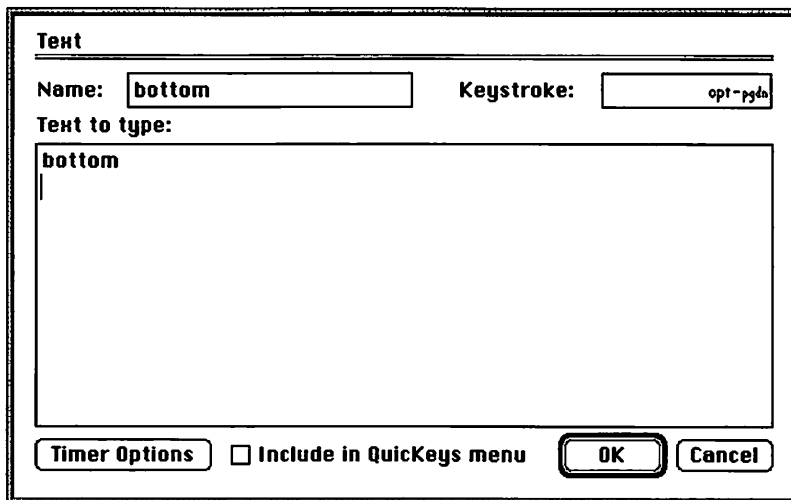 Text
Name: bottom Keystroke: opt-pgdn
Text to type:
bottom
Timer Options Include in QuicKeys menu OK Cancel